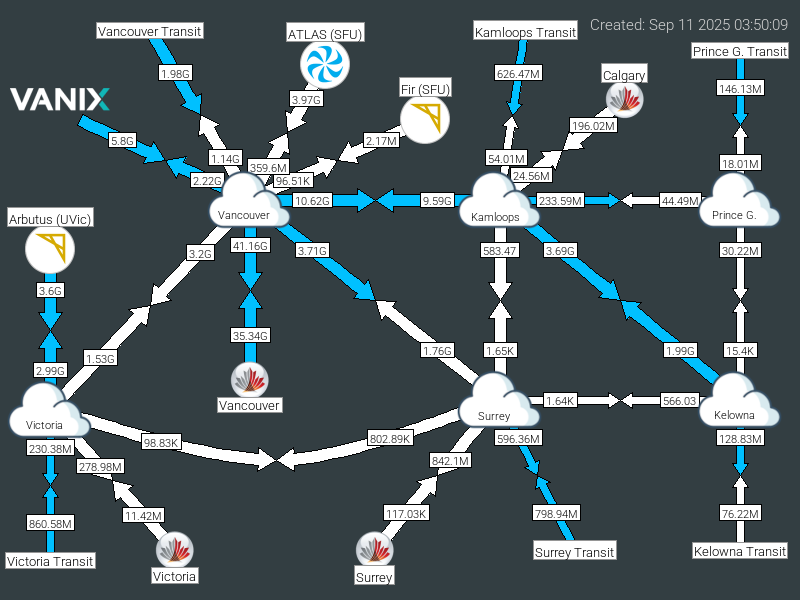 Created: Sep 11 2025 03:50:09
Vancouver Transit
ATLAS (SFU)
Kamloops Transit
Prince G. Transit
1.98G
626.47M
Calgary
Fir (SFU)
146.13M
VANIX
3.97G
196.02M
5.8G
2.17M
1.14G
54.01M
18.01M
359.6M
2.22G
96.51K
24.56M
10.62G
9.59G
233.59M
44.49M
Arbutus (UVic)
Vancouver
Kamloops
Prince G.
41.16G
3.71G
583.47
3.69G
30.22M
3.2G
3.6G
35.34G
1.53G
1.76G
1.65K
1.99G
15.4K
2.99G
Vancouver
1.64K
566.03
Victoria
Surrey
Kelowna
230.38M
98.83K
802.89K
596.36M
128.83M
278.98M
842.1M
860.58M
11.42M
117.03K
798.94M
76.22M
Victoria Transit
Victoria
Surrey
Surrey Transit
Kelowna Transit